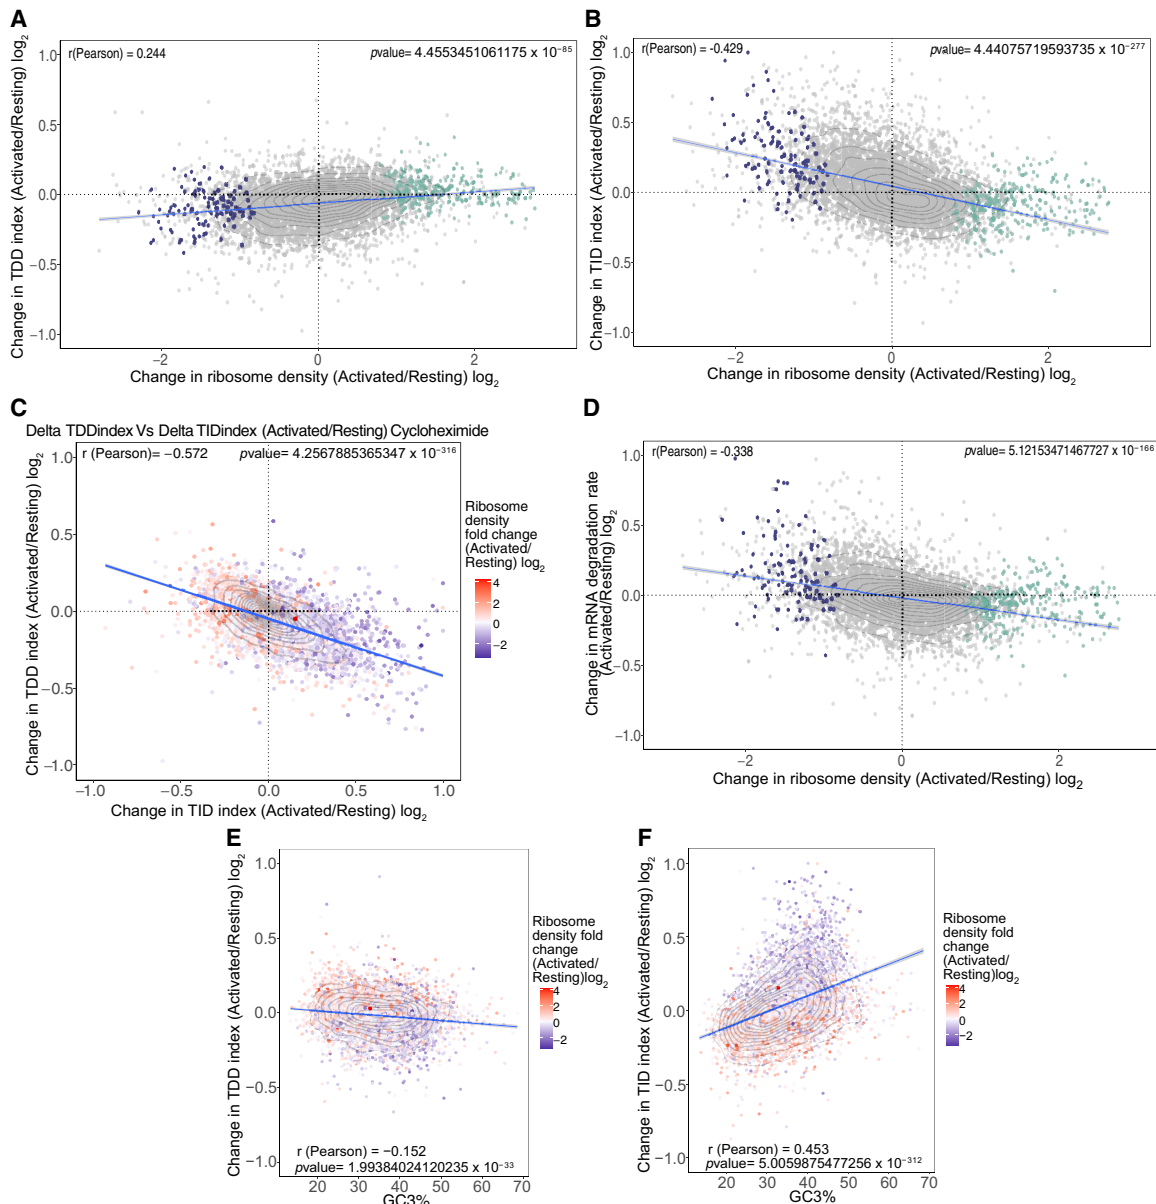 A
r(Pearson) = 0.244
pvalue= 4.4553451061175 x 10⁻⁸⁵
Change in TDD index (Activated/Resting) log₂
1.0
0.5
0.0
−0.5
−1.0
−2
0
2
Change in ribosome density (Activated/Resting) log₂
B
r(Pearson) = -0.429
pvalue= 4.44075719593735 x 10⁻²⁷⁷
Change in TID index (Activated/Resting) log₂
1.0
0.5
0.0
−0.5
−1.0
−2
0
2
Change in ribosome density (Activated/Resting) log₂
C
Delta TDDindex Vs Delta TIDindex (Activated/Resting) Cycloheximide
r (Pearson)= −0.572
pvalue= 4.2567885365347 x 10⁻³¹⁶
Change in TDD index (Activated/Resting) log₂
1.0
0.5
0.0
−0.5
−1.0
−1.0
−0.5
0.0
0.5
1.0
Change in TID index (Activated/Resting) log₂
Ribosome
density
fold change
(Activated/
Resting) log₂
4
2
0
−2
D
r(Pearson) = -0.338
pvalue= 5.12153471467727 x 10⁻¹⁶⁶
Change in mRNA degradation rate
(Activated/Resting) log₂
1.0
0.5
0.0
−0.5
−1.0
−2
0
2
Change in ribosome density (Activated/Resting) log₂
E
Change in TDD index (Activated/Resting) log₂
1.0
0.5
0.0
−0.5
−1.0
r (Pearson) = −0.152
pvalue= 1.99384024120235 x 10⁻³³
20
30
40
50
60
70
GC3%
Ribosome
density fold
change
(Activated/
Resting)log₂
4
2
0
−2
F
Change in TID index (Activated/Resting) log₂
1.0
0.5
0.0
−0.5
−1.0
r (Pearson) = 0.453
pvalue= 5.0059875477256 x 10⁻³¹²
20
30
40
50
60
70
GC3%
Ribosome
density fold
change
(Activated/
Resting)log₂
4
2
0
−2